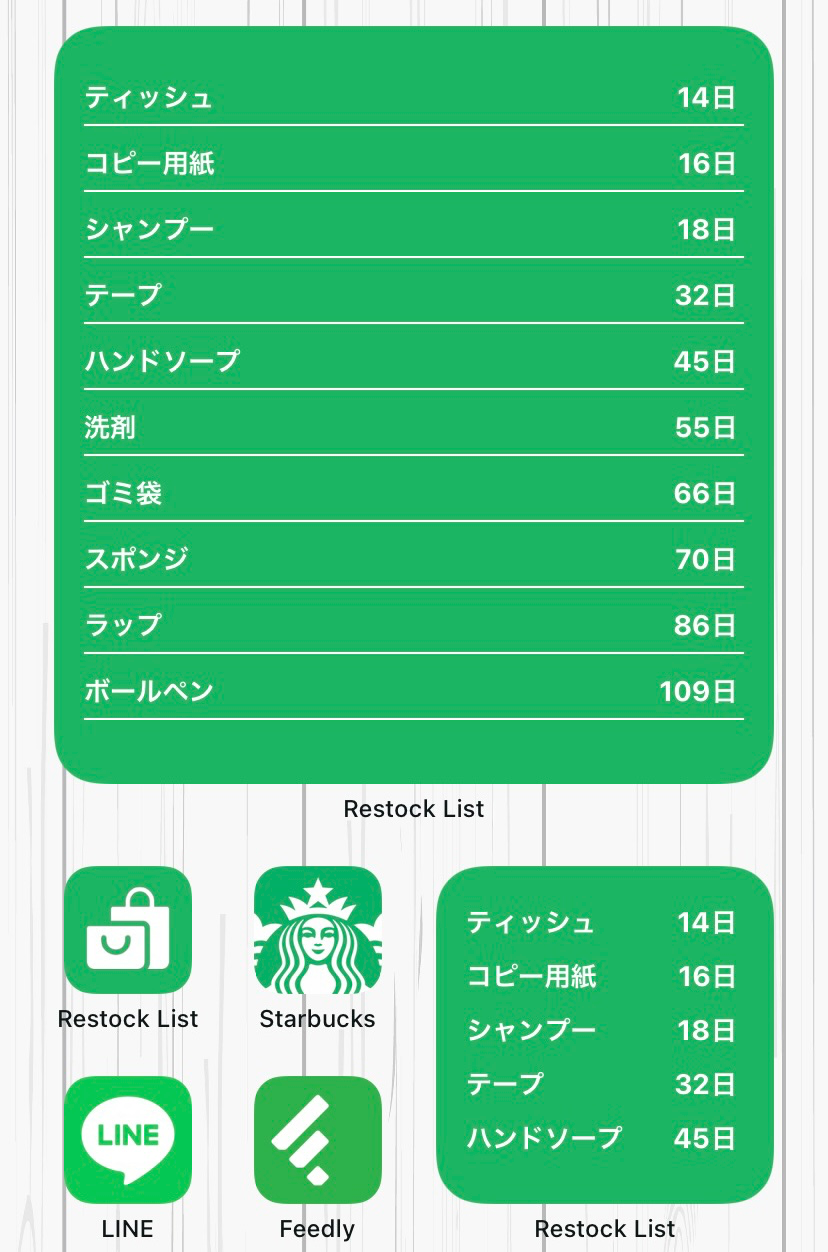 ティッシュ 14日
コピー用紙 16日
シャンプー 18日
テープ 32日
ハンドソープ 45日
洗剤 55日
ゴミ袋 66日
スポンジ 70日
ラップ 86日
ボールペン 109日
Restock List
Restock List
Starbucks
LINE
LINE
Feedly
ティッシュ 14日
コピー用紙 16日
シャンプー 18日
テープ 32日
ハンドソープ 45日
Restock List